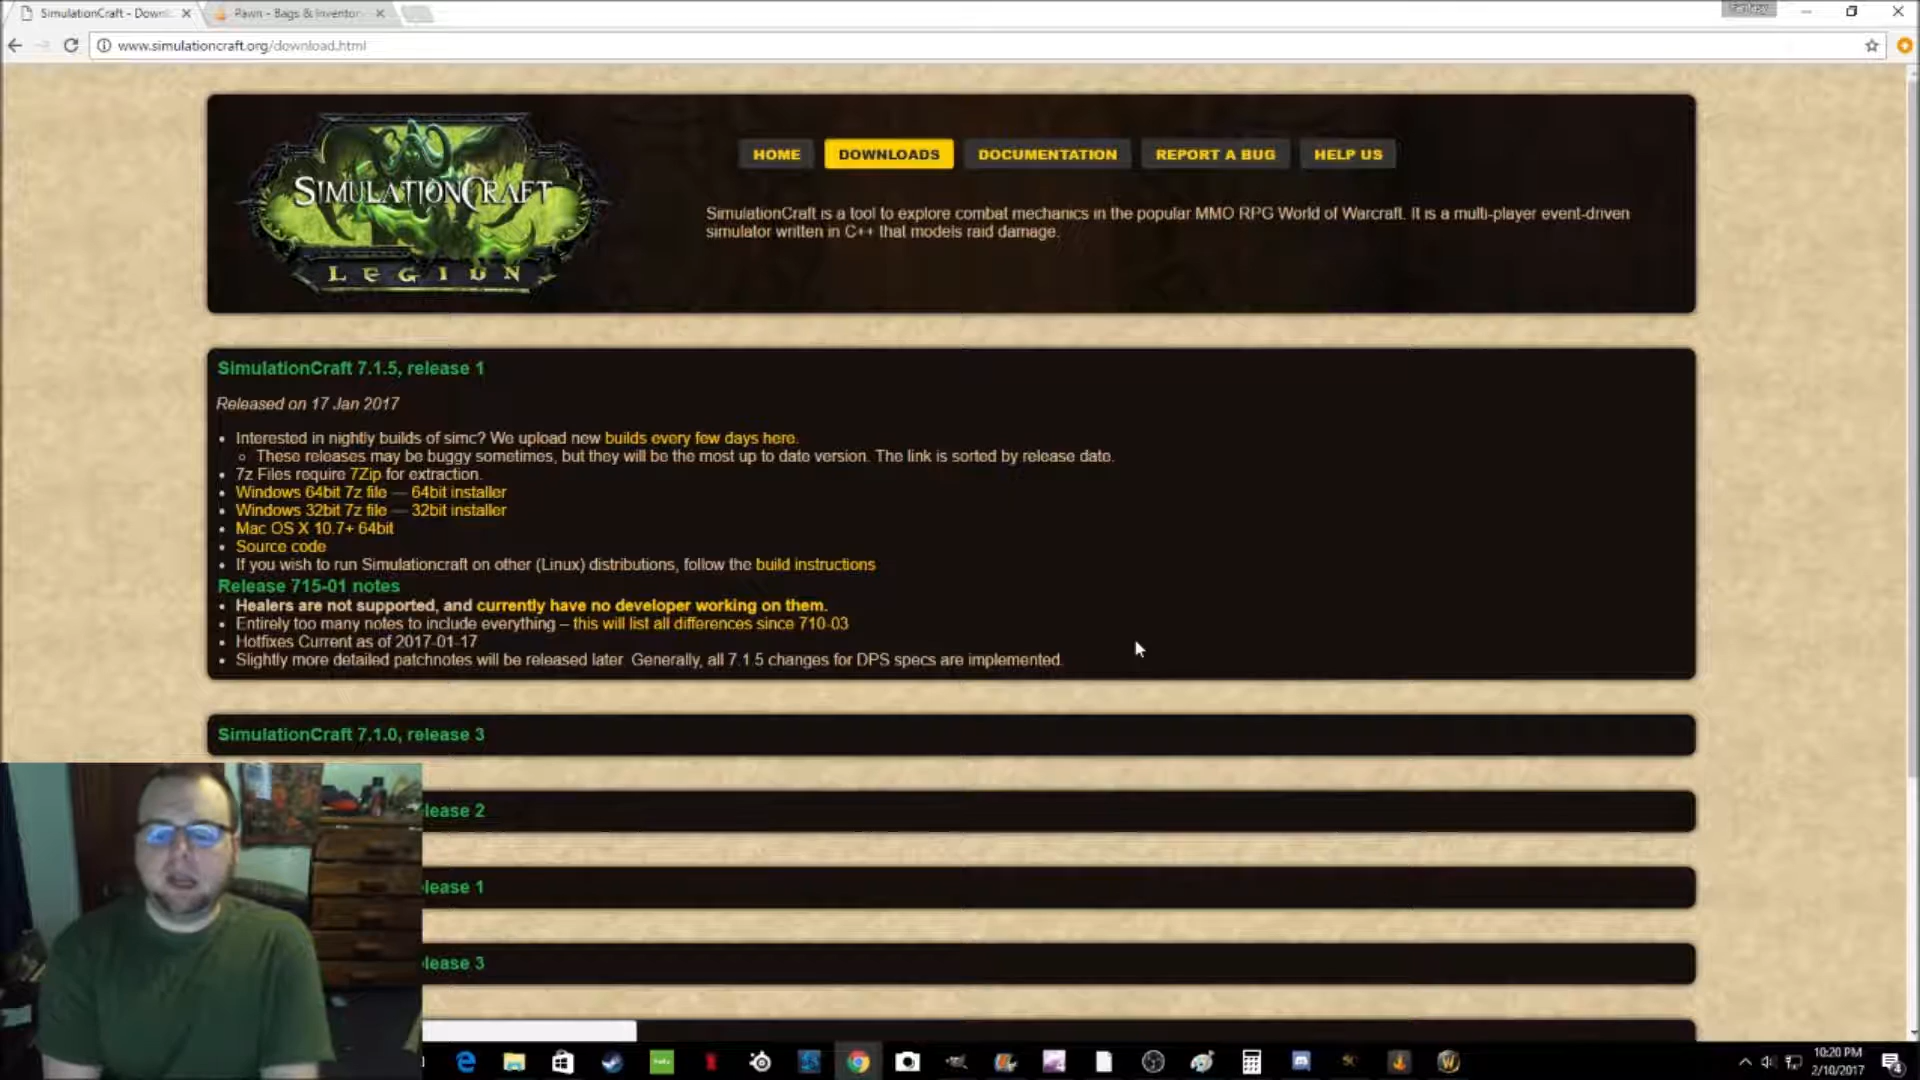 SimulationCraft - Downl
Pawn - Bags & Inventor
www.simulationcraft.org/download.html
SIMULATIONCRAFT
LEGION
HOME
DOWNLOADS
DOCUMENTATION
REPORT A BUG
HELP US
SimulationCraft is a tool to explore combat mechanics in the popular MMO RPG World of Warcraft. It is a multi-player event-driven
simulator written in C++ that models raid damage.
SimulationCraft 7.1.5, release 1
Released on 17 Jan 2017
Interested in nightly builds of simc? We upload new builds every few days here.
These releases may be buggy sometimes, but they will be the most up to date version. The link is sorted by release date.
7z Files require 7Zip for extraction.
Windows 64bit 7z file — 64bit installer
Windows 32bit 7z file — 32bit installer
Mac OS X 10.7+ 64bit
Source code
If you wish to run Simulationcraft on other (Linux) distributions, follow the build instructions
Release 715-01 notes
Healers are not supported, and currently have no developer working on them.
Entirely too many notes to include everything – this will list all differences since 710-03
Hotfixes Current as of 2017-01-17
Slightly more detailed patchnotes will be released later. Generally, all 7.1.5 changes for DPS specs are implemented.
SimulationCraft 7.1.0, release 3
lease 2
lease 1
lease 3
10:20 PM
2/10/2017